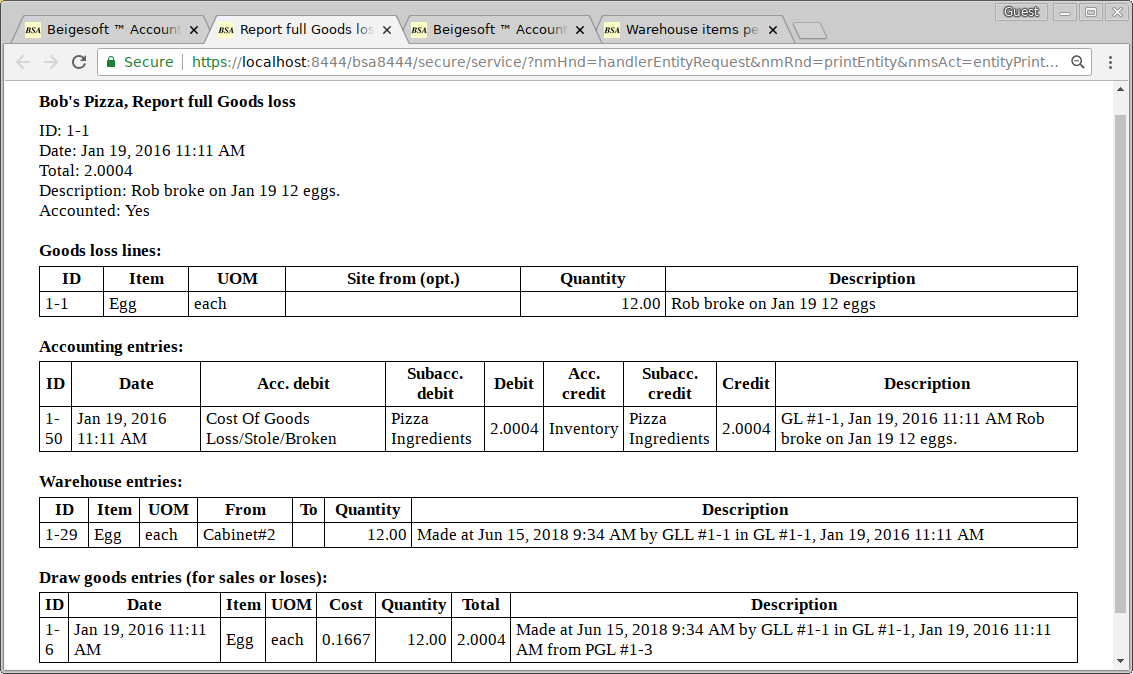 Guest
BSA Beigesoft ™ Account
BSA Report full Goods los
BSA Beigesoft ™ Account
BSA Warehouse items pe
Secure https://localhost:8444/bsa8444/secure/service/?nmHnd=handlerEntityRequest&nmRnd=printEntity&nmsAct=entityPrint...
Bob's Pizza, Report full Goods loss
ID: 1-1
Date: Jan 19, 2016 11:11 AM
Total: 2.0004
Description: Rob broke on Jan 19 12 eggs.
Accounted: Yes
Goods loss lines:
ID Item UOM Site from (opt.) Quantity Description
1-1 Egg each 12.00 Rob broke on Jan 19 12 eggs
Accounting entries:
ID Date Acc. debit Subacc. debit Debit Acc. credit Subacc. credit Credit Description
1-50 Jan 19, 2016 11:11 AM Cost Of Goods Loss/Stole/Broken Pizza Ingredients 2.0004 Inventory Pizza Ingredients 2.0004 GL #1-1, Jan 19, 2016 11:11 AM Rob broke on Jan 19 12 eggs.
Warehouse entries:
ID Item UOM From To Quantity Description
1-29 Egg each Cabinet#2 12.00 Made at Jun 15, 2018 9:34 AM by GLL #1-1 in GL #1-1, Jan 19, 2016 11:11 AM
Draw goods entries (for sales or loses):
ID Date Item UOM Cost Quantity Total Description
1-6 Jan 19, 2016 11:11 AM Egg each 0.1667 12.00 2.0004 Made at Jun 15, 2018 9:34 AM by GLL #1-1 in GL #1-1, Jan 19, 2016 11:11 AM from PGL #1-3